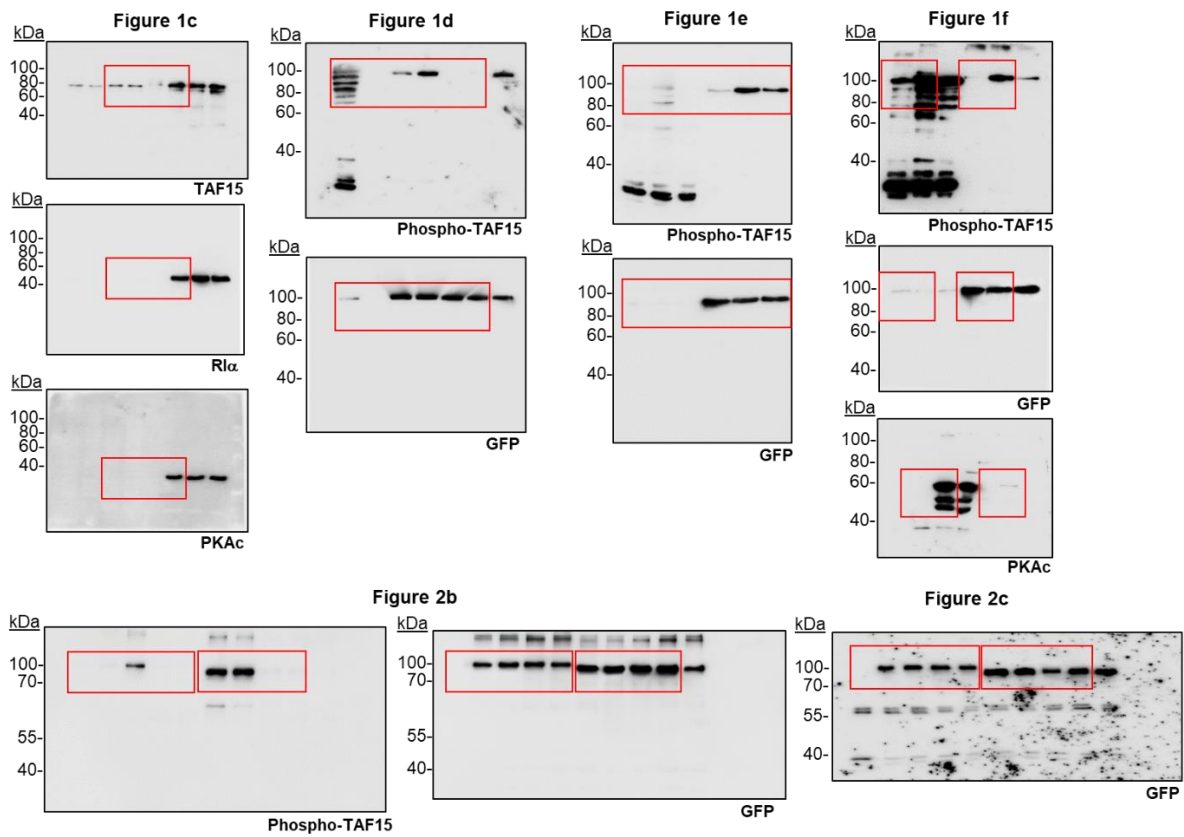 Figure 1c
kDa
100-
80-
60-
40-
TAF15
kDa
100-
80-
60-
40-
RIα
kDa
100-
80-
60-
40-
PKAc
Figure 1d
kDa
100-
80-
60-
40-
Phospho-TAF15
kDa
100-
80-
60-
40-
GFP
Figure 1e
kDa
100-
80-
60-
40-
Phospho-TAF15
kDa
100-
80-
60-
40-
GFP
Figure 1f
kDa
100-
80-
60-
40-
Phospho-TAF15
kDa
100-
80-
60-
40-
GFP
kDa
100-
80-
60-
40-
PKAc
Figure 2b
kDa
100-
70-
55-
40-
Phospho-TAF15
kDa
100-
70-
55-
40-
GFP
Figure 2c
kDa
100-
70-
55-
40-
GFP